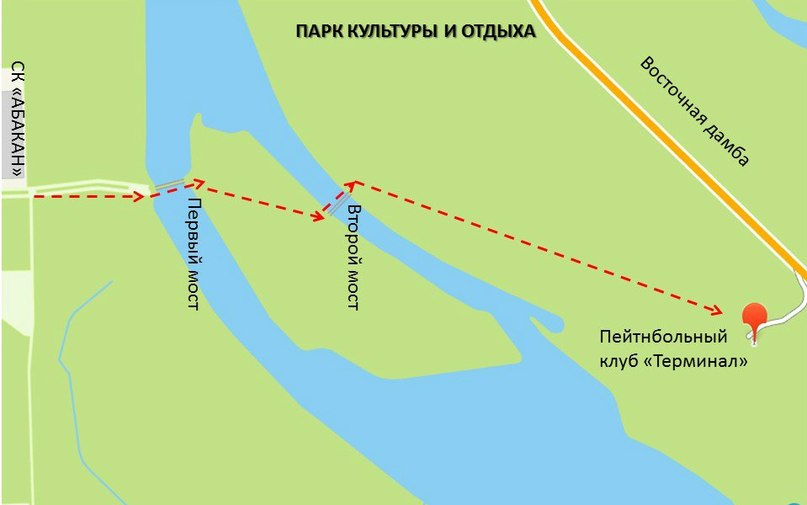 ПАРК КУЛЬТУРЫ И ОТДЫХА
СК «АБАКАН»
Восточная дамба
Первый мост
Второй мост
Пейтнбольный
клуб «Терминал»